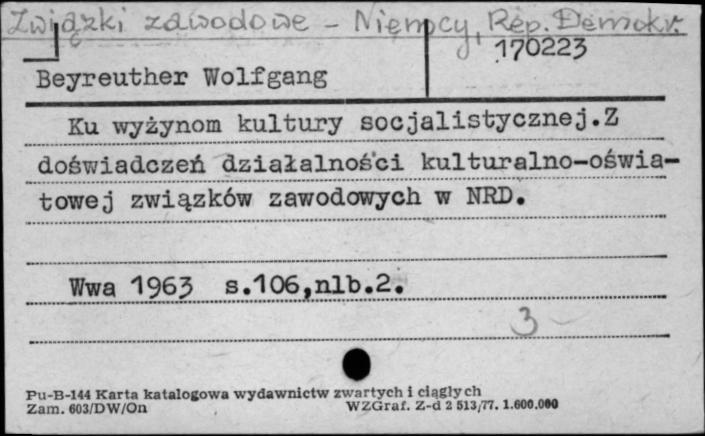 Związki zawodowe - Niemcy, Rep. Demokr.
170223
Beyreuther Wolfgang
Ku wyżynom kultury socjalistycznej.Z
doświadczeń działalności kulturalno-oświa-
towej związków zawodowych w NRD.
Wwa 1963 s.106,nlb.2.
3
Pu-B-144 Karta katalogowa wydawnictw zwartych i ciągłych
Zam. 603/DW/On WZGraf. Z-d 2 513/77. 1.600.000